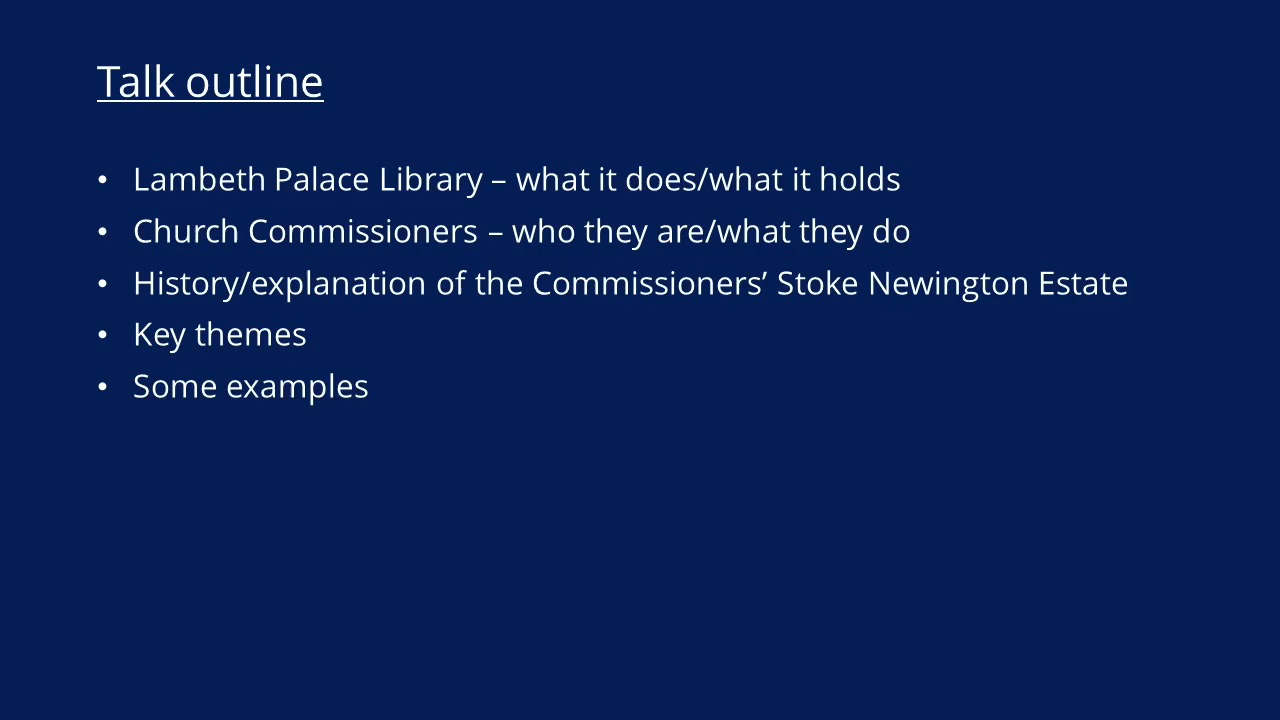 Talk outline
• Lambeth Palace Library – what it does/what it holds
• Church Commissioners – who they are/what they do
• History/explanation of the Commissioners’ Stoke Newington Estate
• Key themes
• Some examples